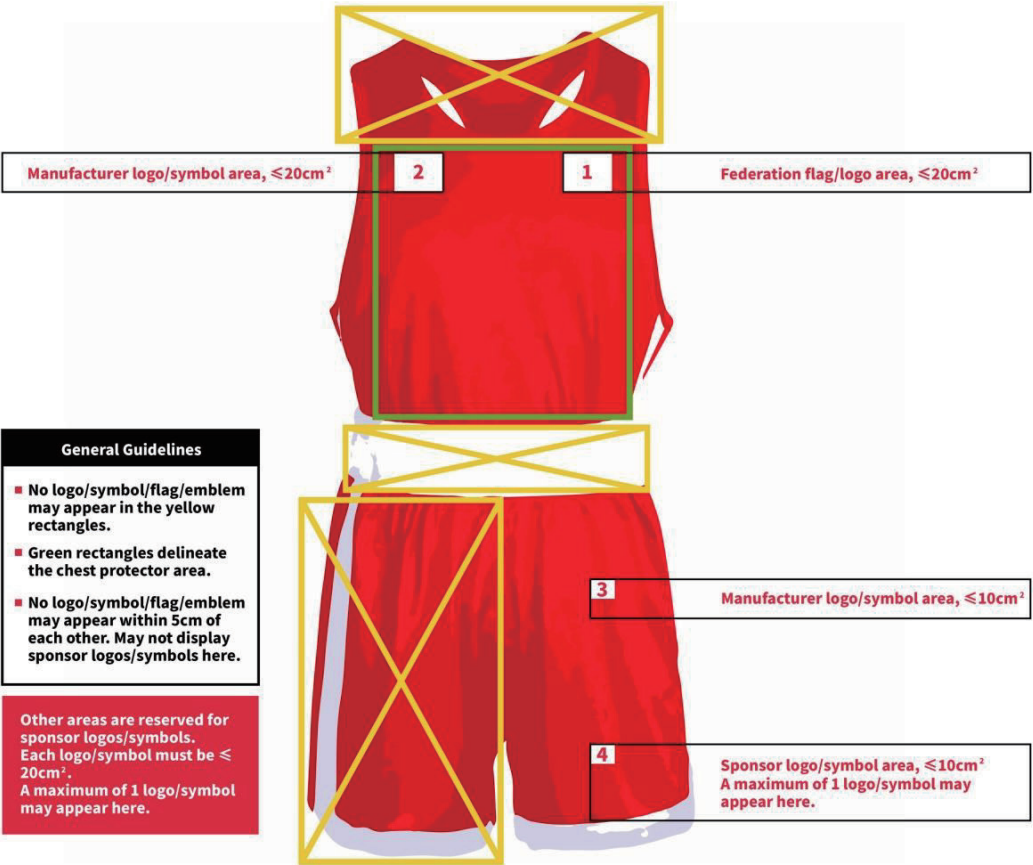 Manufacturer logo/symbol area, ⩽20cm²
2
1
Federation flag/logo area, ⩽20cm²
General Guidelines
■ No logo/symbol/flag/emblem
may appear in the yellow
rectangles.
■ Green rectangles delineate
the chest protector area.
■ No logo/symbol/flag/emblem
may appear within 5cm of
each other. May not display
sponsor logos/symbols here.
Other areas are reserved for
sponsor logos/symbols.
Each logo/symbol must be ⩽
20cm².
A maximum of 1 logo/symbol
may appear here.
3
Manufacturer logo/symbol area, ⩽10cm²
4
Sponsor logo/symbol area, ⩽10cm²
A maximum of 1 logo/symbol may
appear here.